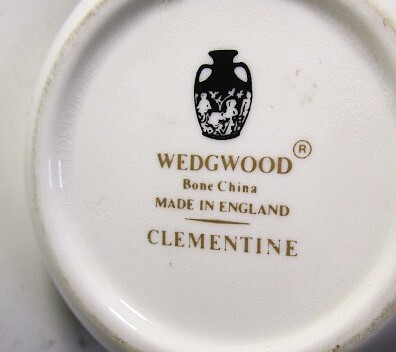 WEDGWOOD®
Bone China
MADE IN ENGLAND
CLEMENTINE